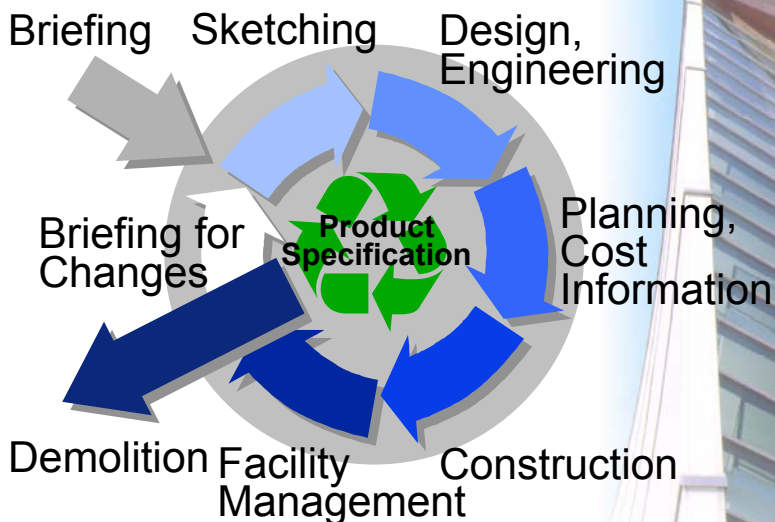 Briefing
Sketching
Design,
Engineering
Planning,
Cost
Information
Product
Specification
Briefing for
Changes
Demolition
Facility
Management
Construction